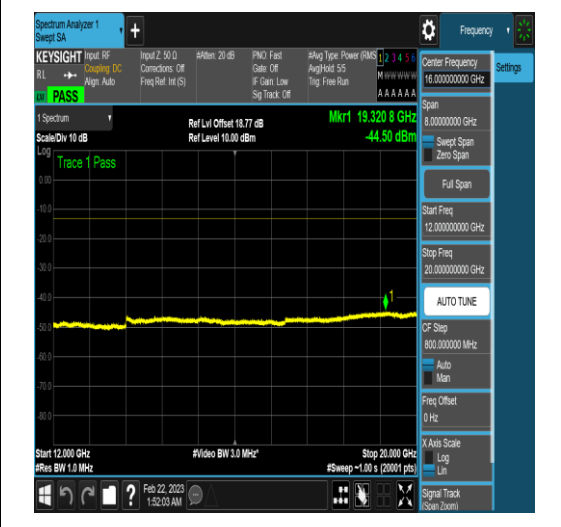 Spectrum Analyzer 1
Swept SA
+
Frequency
KEYSIGHT
Input: RF
Input Z: 50 Ω
#Atten: 20 dB
PNO: Fast
#Avg Type: Power (RMS
1 2 3 4 5 6
RL
Coupling: DC
Corrections: Off
Gate: Off
Avg|Hold: 5/5
M W W W W W
Align: Auto
Freq Ref: Int (S)
IF Gain: Low
Trig: Free Run
Sig Track: Off
A A A A A A
PASS
1 Spectrum
Ref Lvl Offset 18.77 dB
Mkr1 19.320 8 GHz
Scale/Div 10 dB
Ref Level 10.00 dBm
-44.50 dBm
Log
Trace 1 Pass
0.00
-10.0
-20.0
-30.0
-40.0
1
-50.0
-60.0
-70.0
-80.0
Start 12.000 GHz
#Video BW 3.0 MHz*
Stop 20.000 GHz
#Res BW 1.0 MHz
#Sweep ~1.00 s (20001 pts)
?
Feb 22, 2023
1:52:03 AM
Center Frequency
16.000000000 GHz
Settings
Span
8.00000000 GHz
Swept Span
Zero Span
Full Span
Start Freq
12.000000000 GHz
Stop Freq
20.000000000 GHz
AUTO TUNE
CF Step
800.000000 MHz
Auto
Man
Freq Offset
0 Hz
X Axis Scale
Log
Lin
Signal Track
(Span Zoom)